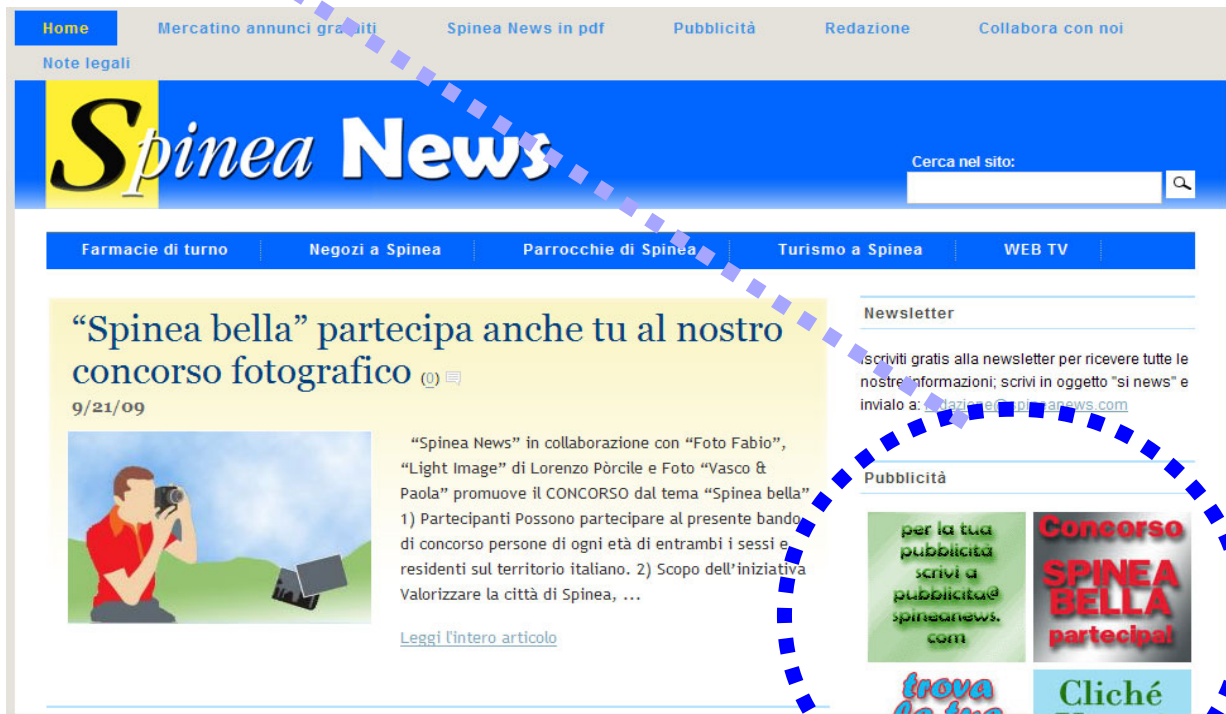 Home Mercatino annunci gratuiti Spinea News in pdf Pubblicità Redazione Collabora con noi
Note legali
Spinea News
Cerca nel sito:
Farmacie di turno Negozi a Spinea Parrocchie di Spinea Turismo a Spinea WEB TV
“Spinea bella” partecipa anche tu al nostro
concorso fotografico (0)
9/21/09
“Spinea News” in collaborazione con “Foto Fabio”,
“Light Image” di Lorenzo Pòrcile e Foto “Vasco &
Paola” promuove il CONCORSO dal tema “Spinea bella”
1) Partecipanti Possono partecipare al presente bando
di concorso persone di ogni età di entrambi i sessi e
residenti sul territorio italiano. 2) Scopo dell’iniziativa
Valorizzare la città di Spinea, ...
Leggi l'intero articolo
Newsletter
Iscriviti gratis alla newsletter per ricevere tutte le
nostre informazioni; scrivi in oggetto "si news" e
invialo a: redazione@spineanews.com
Pubblicità
per la tua
pubblicità
scrivi a
pubblicita@
spineanews.
com
Concorso
SPINEA
BELLA
partecipa!
trova
la tua
Cliché